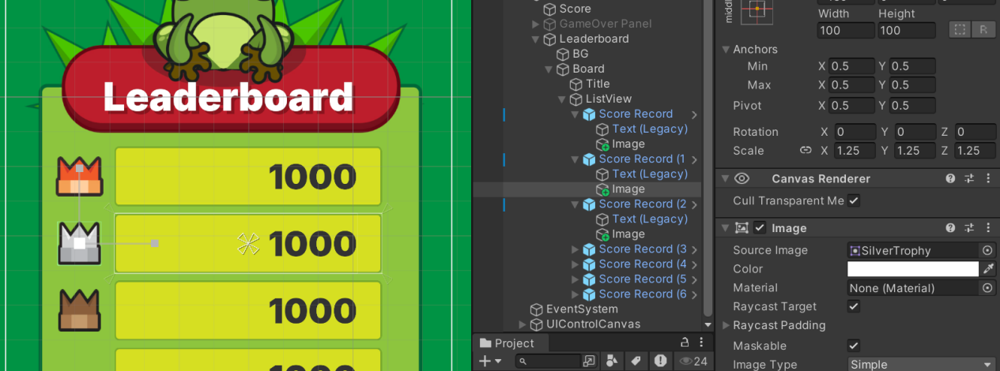 Leaderboard
1000
1000
1000
Score
GameOver Panel
Leaderboard
BG
Board
Title
ListView
Score Record
Text (Legacy)
Image
Score Record (1
Text (Legacy)
Image
Score Record (2
Text (Legacy)
Image
Score Record (3
Score Record (4
Score Record (5
Score Record (6
EventSystem
UIControlCanvas
Project
24
Width Height
100 100
R
Anchors
Min X 0.5 Y 0.5
Max X 0.5 Y 0.5
Pivot X 0.5 Y 0.5
Rotation X 0 Y 0 Z 0
Scale X 1.25 Y 1.25 Z 1.25
Canvas Renderer
Cull Transparent Me
Image
Source Image SilverTrophy
Color
Material None (Material)
Raycast Target
Raycast Padding
Maskable
Image Type Simple